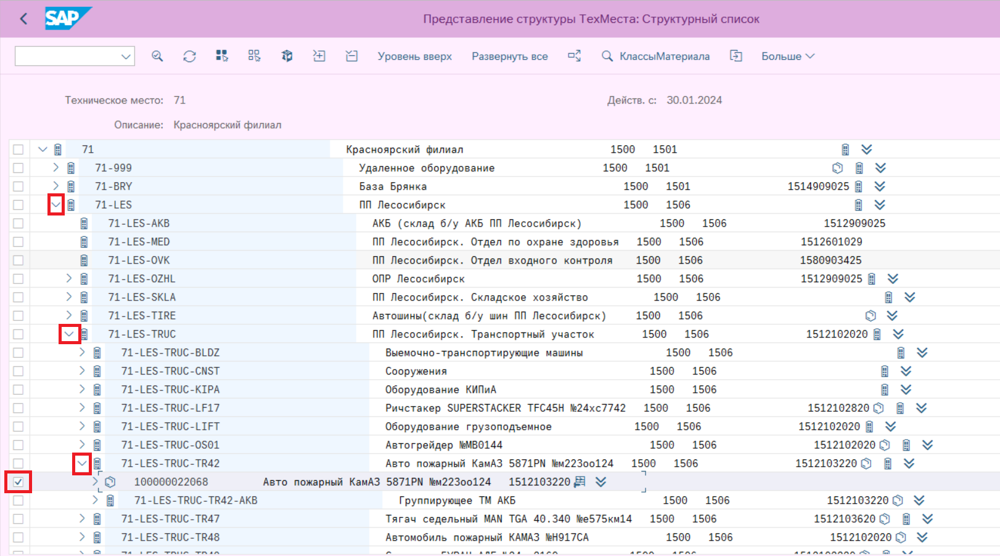 SAP Представление структуры ТехМеста: Структурный список
Уровень вверх Развернуть все КлассыМатериала Больше
Техническое место: 71 Действ. с: 30.01.2024
Описание: Красноярский филиал
71 Красноярский филиал 1500 1501
71-999 Удаленное оборудование 1500 1501
71-BRY База Брянка 1500 1501 1514909025
71-LES ПП Лесосибирск 1500 1506
71-LES-AKB АКБ (склад б/у АКБ ПП Лесосибирск) 1500 1506 1512909025
71-LES-MED ПП Лесосибирск. Отдел по охране здоровья 1500 1506 1512601029
71-LES-OVK ПП Лесосибирск. Отдел входного контроля 1500 1506 1580903425
71-LES-OZHL ОПР Лесосибирск 1500 1506 1512909025
71-LES-SKLA ПП Лесосибирск. Складское хозяйство 1500 1506
71-LES-TIRE Автошины(склад б/у шин ПП Лесосибирск) 1500 1506
71-LES-TRUC ПП Лесосибирск. Транспортный участок 1500 1506 1512102020
71-LES-TRUC-BLDZ Выемочно-транспортирующие машины 1500 1506
71-LES-TRUC-CNST Сооружения 1500 1506
71-LES-TRUC-KIPA Оборудование КИПиА 1500 1506
71-LES-TRUC-LF17 Ричстакер SUPERSTACKER TFC45H №24хс7742 1500 1506 1512102820
71-LES-TRUC-LIFT Оборудование грузоподъемное 1500 1506 1512102020
71-LES-TRUC-OS01 Автогрейдер №МВ0144 1500 1506 1512102020
71-LES-TRUC-TR42 Авто пожарный КамАЗ 5871PN №м223оо124 1500 1506 1512103220
100000022068 Авто пожарный КамАЗ 5871PN №м223оо124 1512103220
71-LES-TRUC-TR42-AKB Группирующее ТМ АКБ 1500 1506 1512103220
71-LES-TRUC-TR47 Тягач седельный MAN TGA 40.340 №е575км14 1500 1506 1512103620
71-LES-TRUC-TR48 Автомобиль пожарный КАМАЗ №Н917СА 1500 1506 1512102020